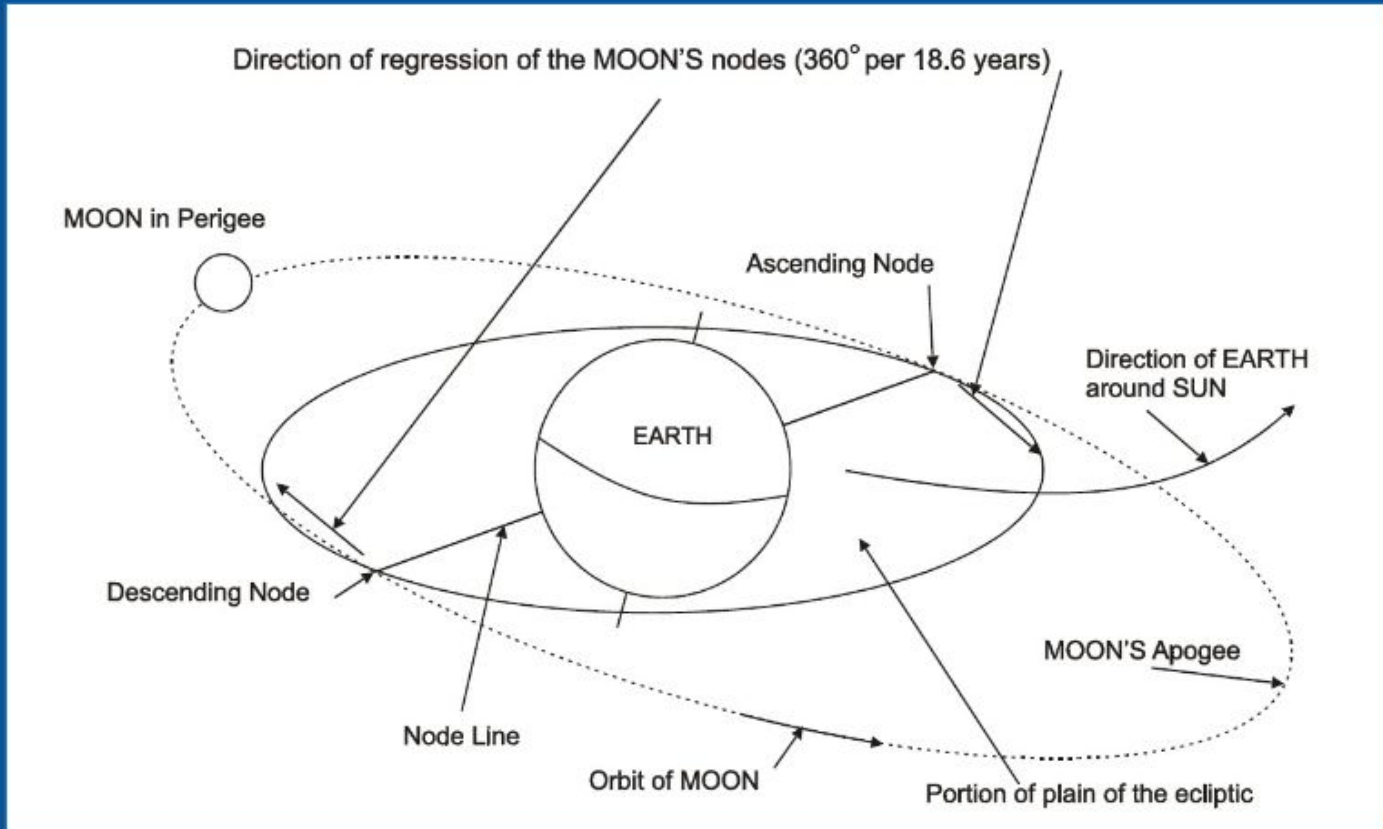 Direction of regression of the MOON'S nodes (360° per 18.6 years)
MOON in Perigee
Ascending Node
Direction of EARTH
around SUN
EARTH
Descending Node
MOON'S Apogee
Node Line
Orbit of MOON
Portion of plain of the ecliptic